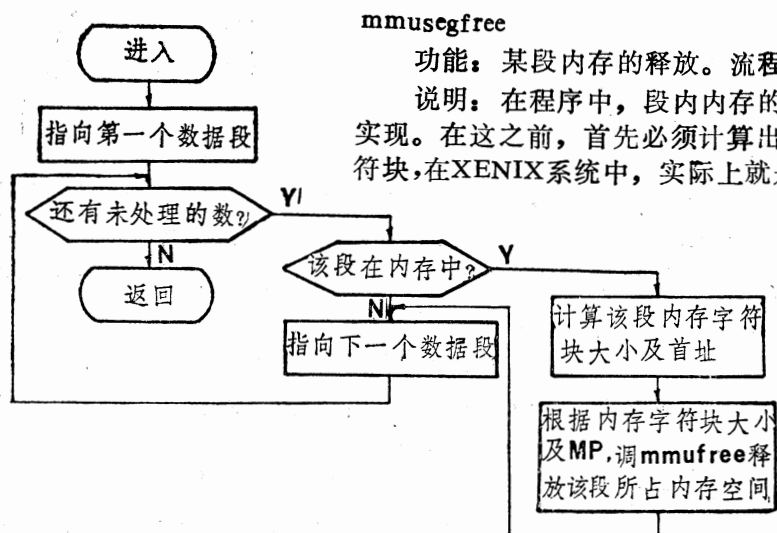 mmusegfree
功能：某段内存的释放。流程
说明：在程序中，段内内存的
实现。在这之前，首先必须计算出
符块,在XENIX系统中，实际上就
进入
指向第一个数据段
还有未处理的数?
Y
N
返回
该段在内存中?
Y
N
指向下一个数据段
计算该段内存字符
块大小及首址
根据内存字符块大小
及MP,调mmufree释
放该段所占内存空间